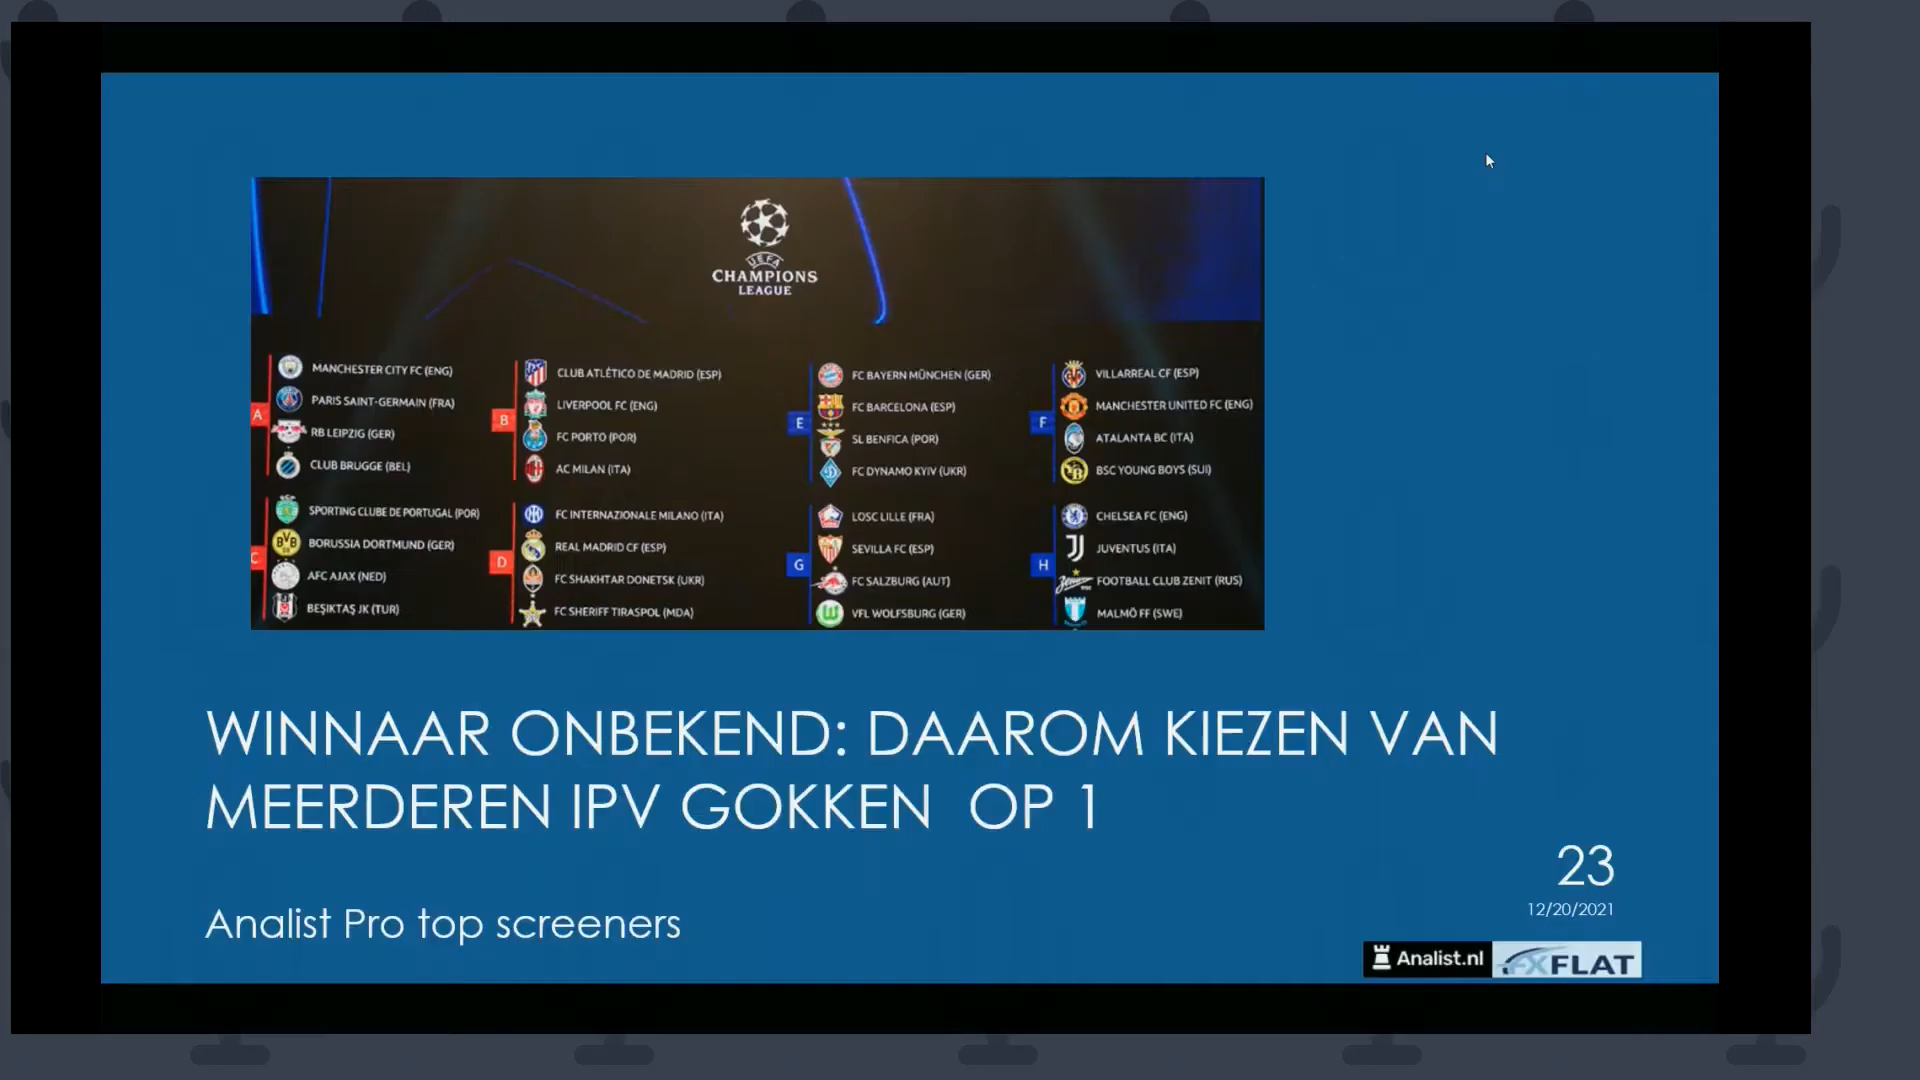 UEFA
CHAMPIONS
LEAGUE
A
MANCHESTER CITY FC (ENG)
PARIS SAINT-GERMAIN (FRA)
RB LEIPZIG (GER)
CLUB BRUGGE (BEL)
B
CLUB ATLÉTICO DE MADRID (ESP)
LIVERPOOL FC (ENG)
FC PORTO (POR)
AC MILAN (ITA)
E
FC BAYERN MÜNCHEN (GER)
FC BARCELONA (ESP)
SL BENFICA (POR)
FC DYNAMO KYIV (UKR)
F
VILLARREAL CF (ESP)
MANCHESTER UNITED FC (ENG)
ATALANTA BC (ITA)
BSC YOUNG BOYS (SUI)
C
SPORTING CLUBE DE PORTUGAL (POR)
BORUSSIA DORTMUND (GER)
AFC AJAX (NED)
BEŞIKTAŞ JK (TUR)
D
FC INTERNAZIONALE MILANO (ITA)
REAL MADRID CF (ESP)
FC SHAKHTAR DONETSK (UKR)
FC SHERIFF TIRASPOL (MDA)
G
LOSC LILLE (FRA)
SEVILLA FC (ESP)
FC SALZBURG (AUT)
VFL WOLFSBURG (GER)
H
CHELSEA FC (ENG)
JUVENTUS (ITA)
FOOTBALL CLUB ZENIT (RUS)
MALMÖ FF (SWE)
WINNAAR ONBEKEND: DAAROM KIEZEN VAN
MEERDEREN IPV GOKKEN OP 1
Analist Pro top screeners
23
12/20/2021
Analist.nl
FXFLAT